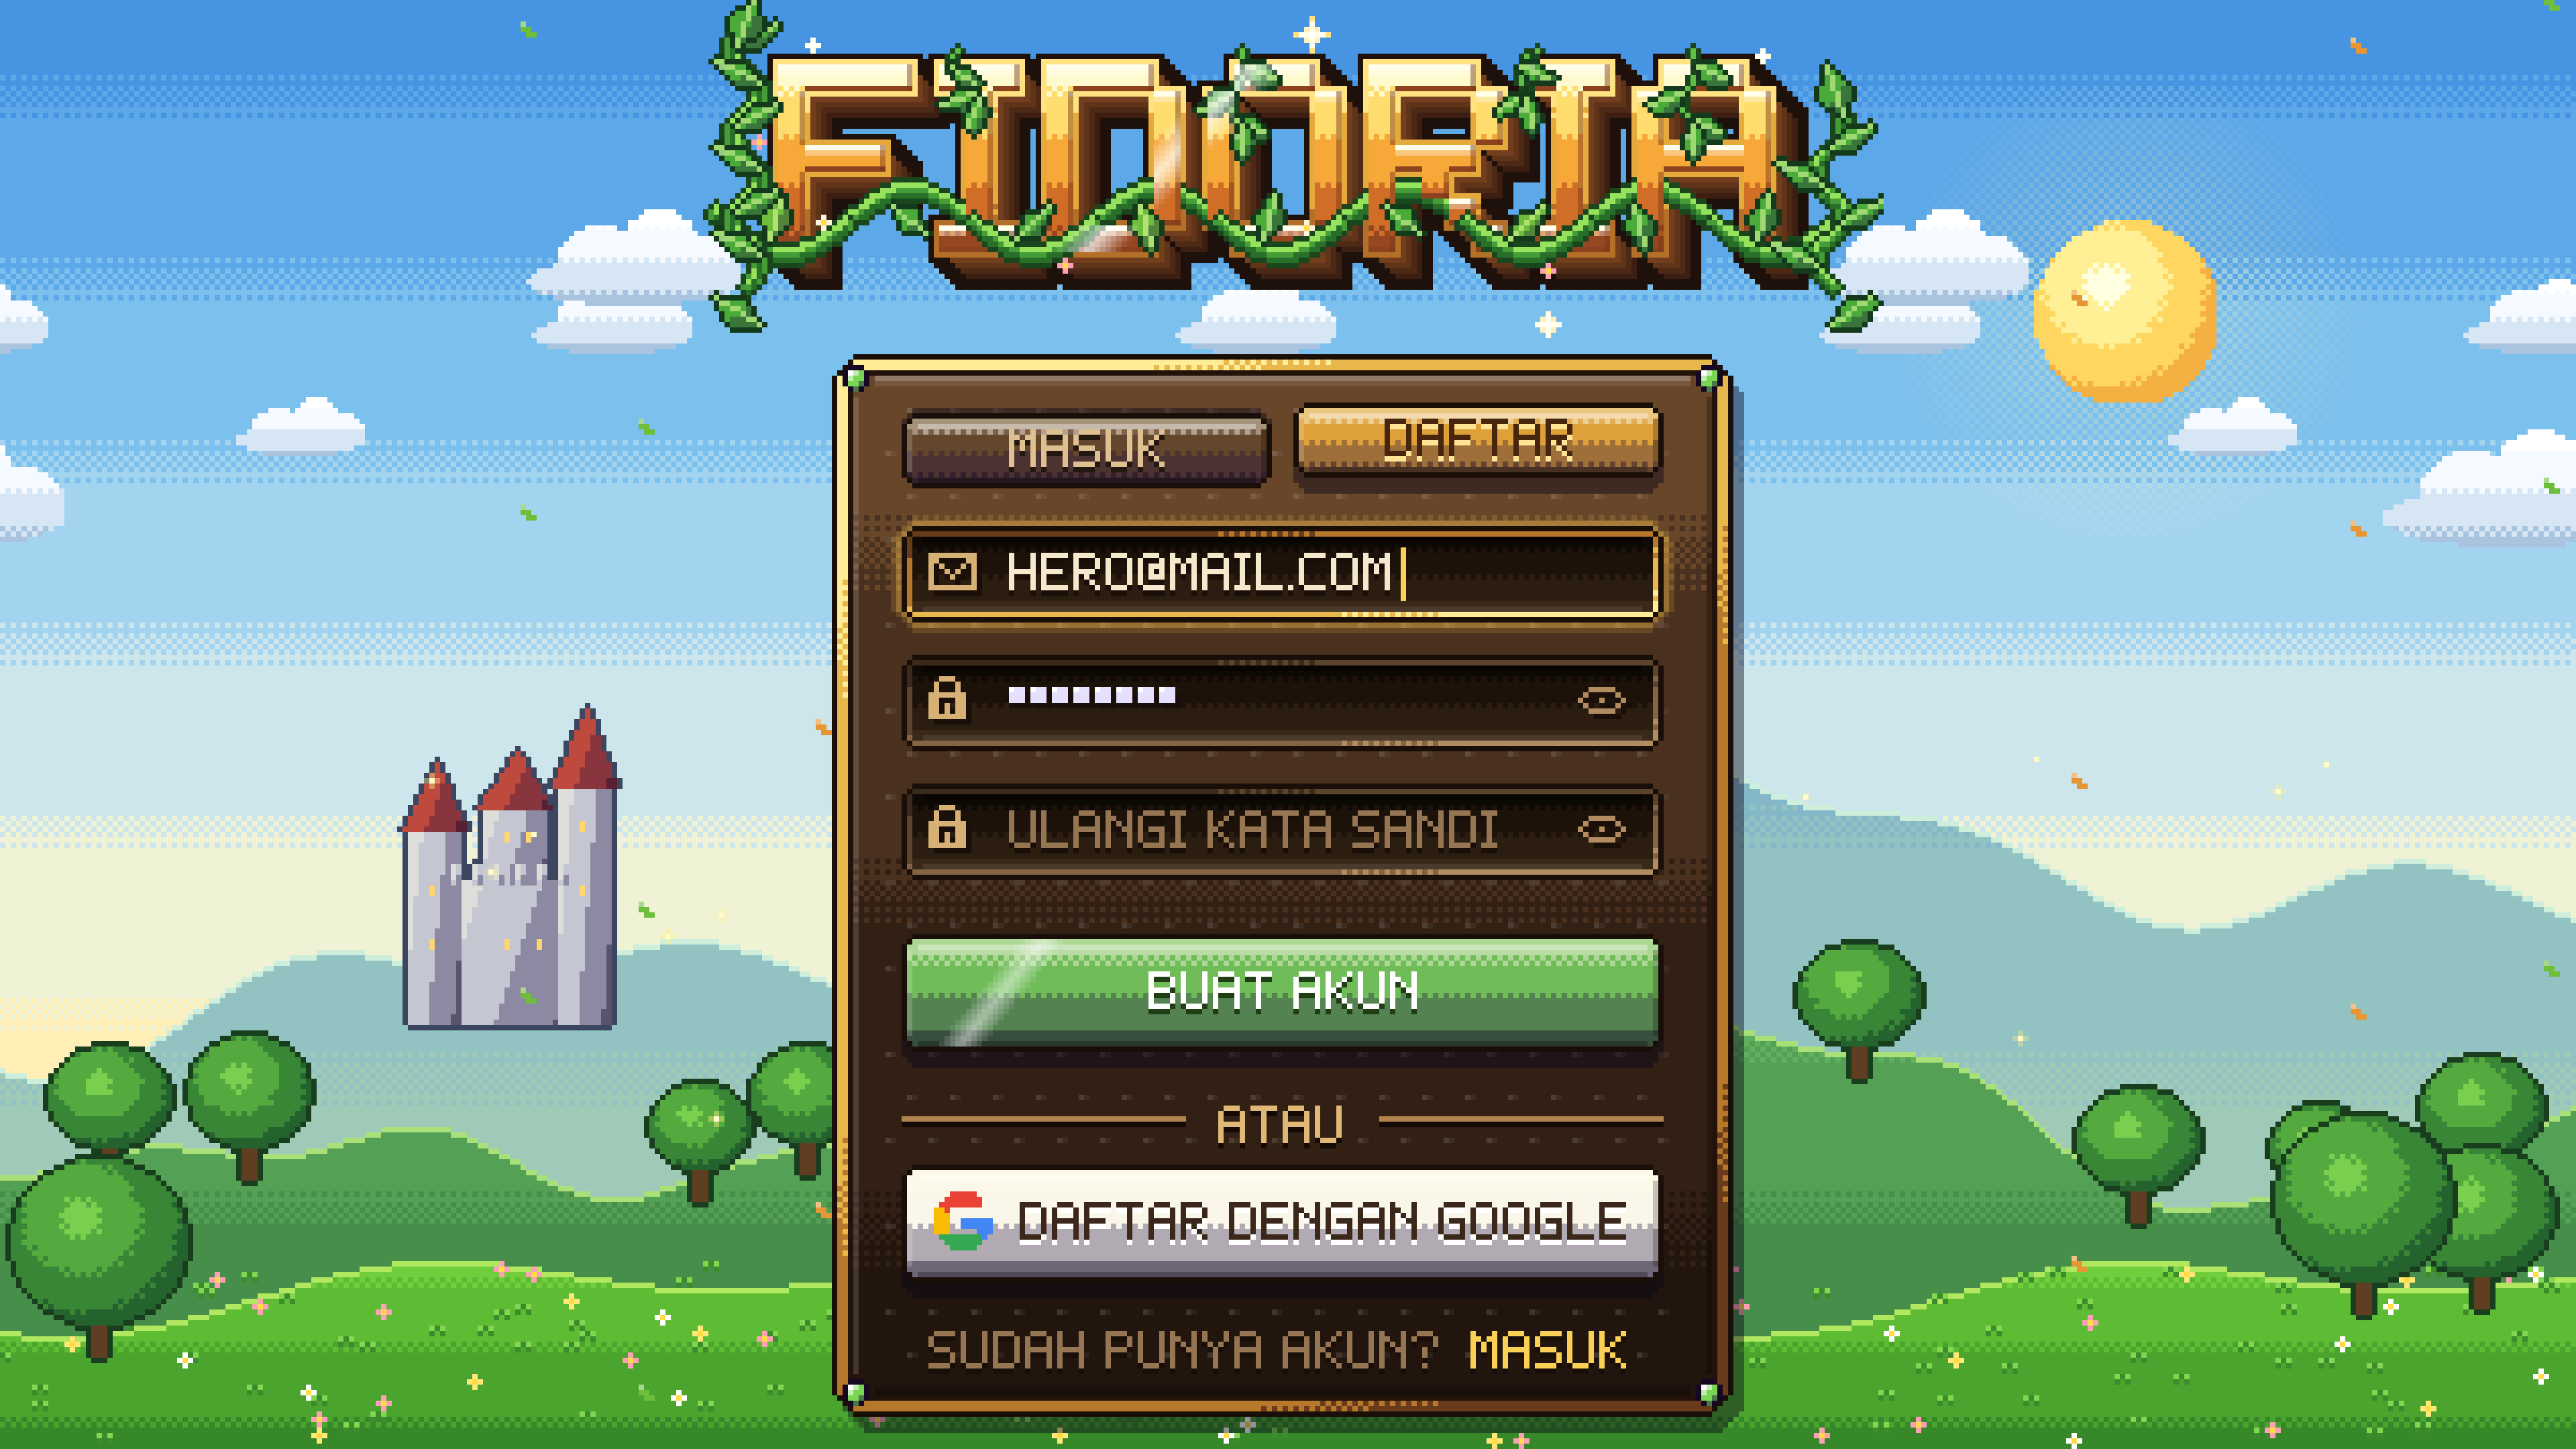 FIDORIA
MASUK
DAFTAR
HERO@MAIL.COM
ULANGI KATA SANDI
BUAT AKUN
ATAU
DAFTAR DENGAN GOOGLE
SUDAH PUNYA AKUN? MASUK